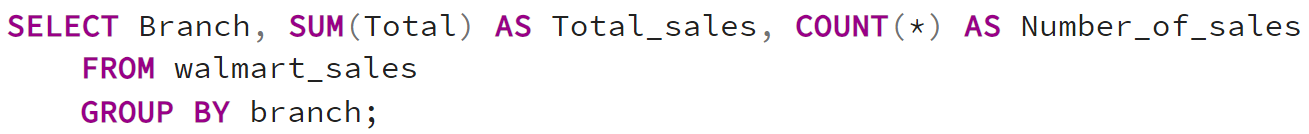 SELECT Branch, SUM(Total) AS Total_sales, COUNT(*) AS Number_of_sales
FROM walmart_sales
GROUP BY branch;